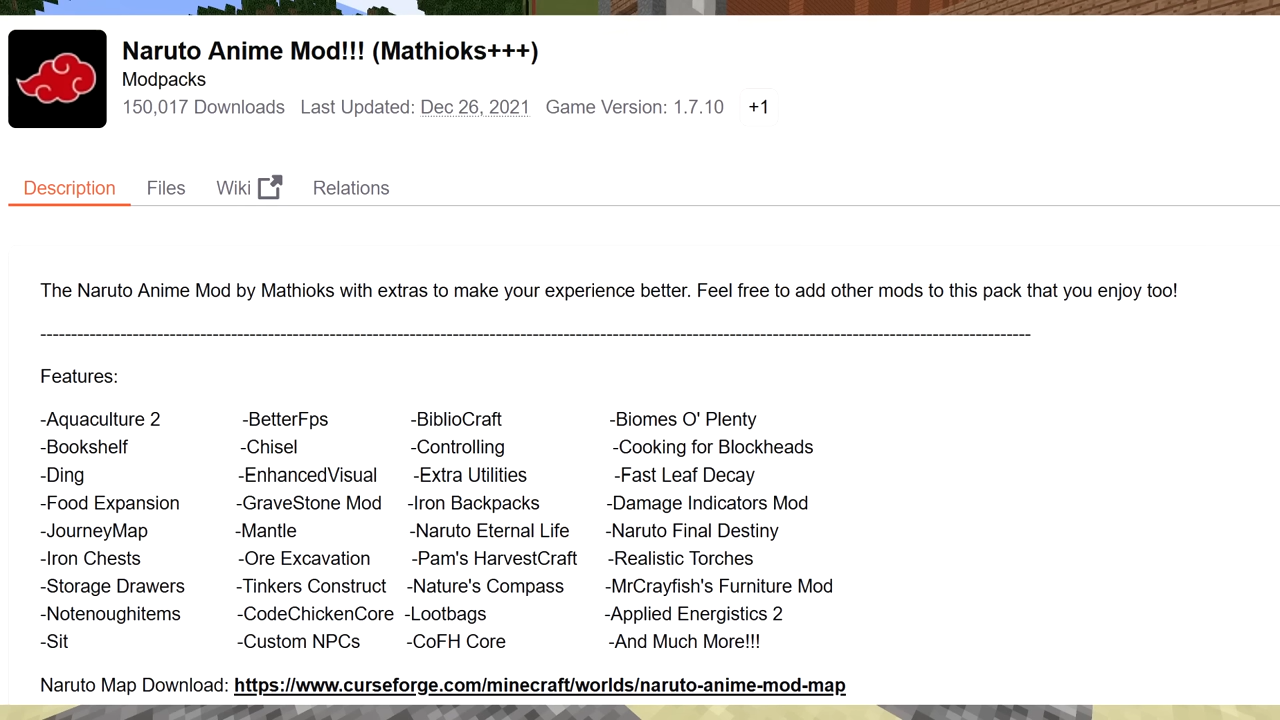 Naruto Anime Mod!!! (Mathioks+++)
Modpacks
150,017 Downloads Last Updated: Dec 26, 2021 Game Version: 1.7.10 +1
Description Files Wiki Relations
The Naruto Anime Mod by Mathioks with extras to make your experience better. Feel free to add other mods to this pack that you enjoy too!
------------------------------------------------------------------------------------------------------------------------------------------------------------------
Features:
-Aquaculture 2 -BetterFps -BiblioCraft -Biomes O' Plenty
-Bookshelf -Chisel -Controlling -Cooking for Blockheads
-Ding -EnhancedVisual -Extra Utilities -Fast Leaf Decay
-Food Expansion -GraveStone Mod -Iron Backpacks -Damage Indicators Mod
-JourneyMap -Mantle -Naruto Eternal Life -Naruto Final Destiny
-Iron Chests -Ore Excavation -Pam's HarvestCraft -Realistic Torches
-Storage Drawers -Tinkers Construct -Nature's Compass -MrCrayfish's Furniture Mod
-Notenoughitems -CodeChickenCore -Lootbags -Applied Energistics 2
-Sit -Custom NPCs -CoFH Core -And Much More!!!
Naruto Map Download: https://www.curseforge.com/minecraft/worlds/naruto-anime-mod-map